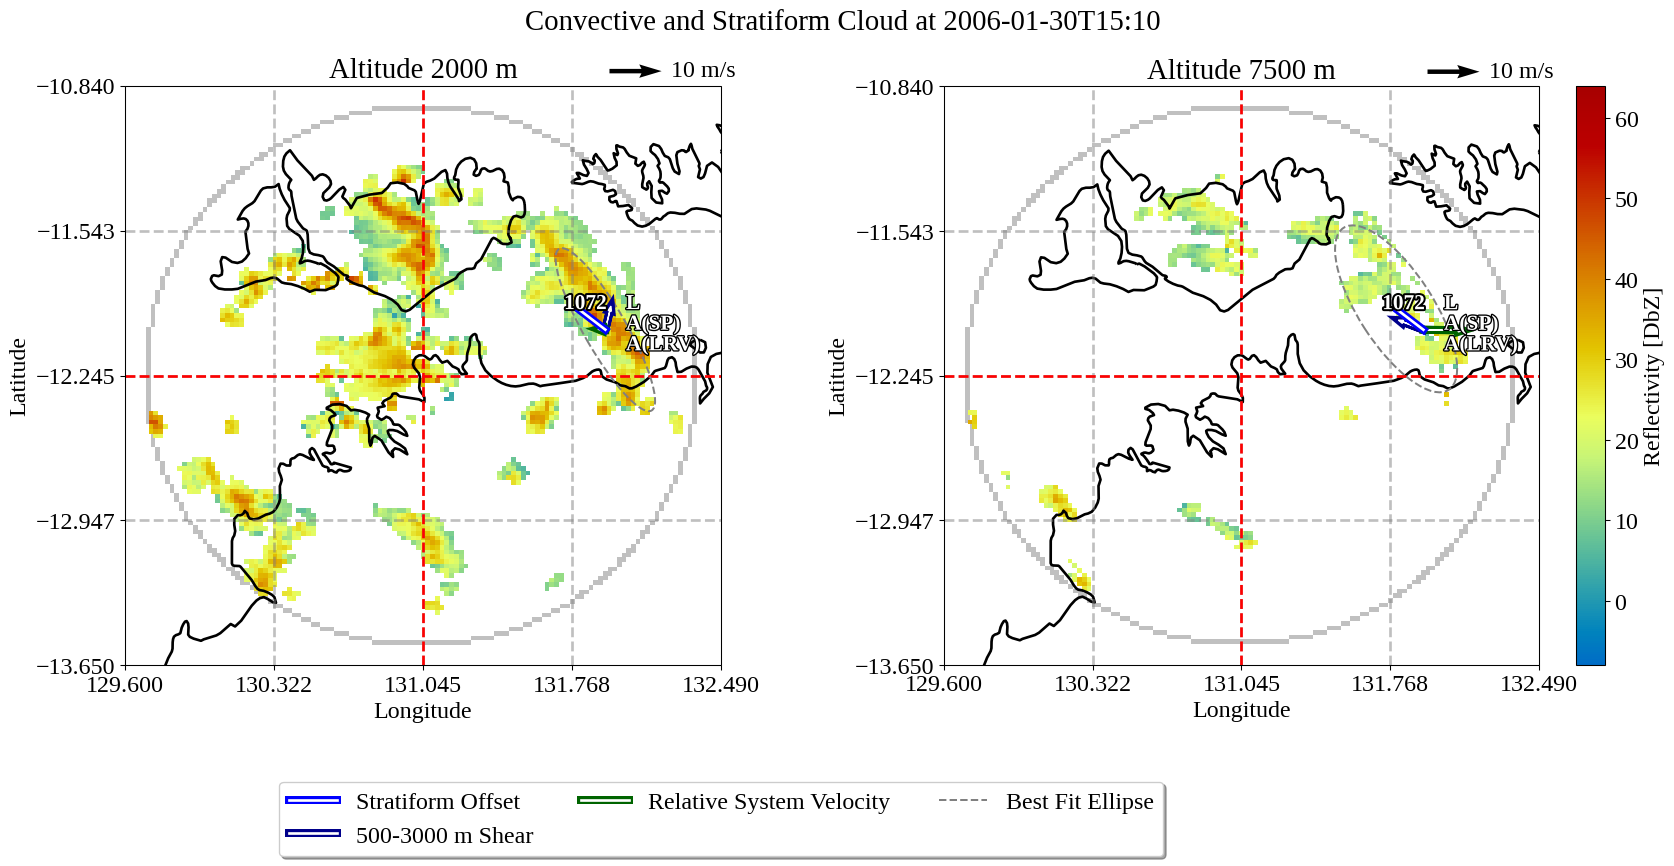 Convective and Stratiform Cloud at 2006-01-30T15:10
Altitude 2000 m
10 m/s
−10.840
−11.543
−12.245
−12.947
−13.650
Latitude
1072
L
A(SP)
A(LRV)
129.600
130.322
131.045
131.768
132.490
Longitude
Altitude 7500 m
10 m/s
−10.840
−11.543
−12.245
−12.947
−13.650
Latitude
1072
L
A(SP)
A(LRV)
129.600
130.322
131.045
131.768
132.490
Longitude
60
50
40
30
20
10
0
Reflectivity [DbZ]
Stratiform Offset
500-3000 m Shear
Relative System Velocity
Best Fit Ellipse